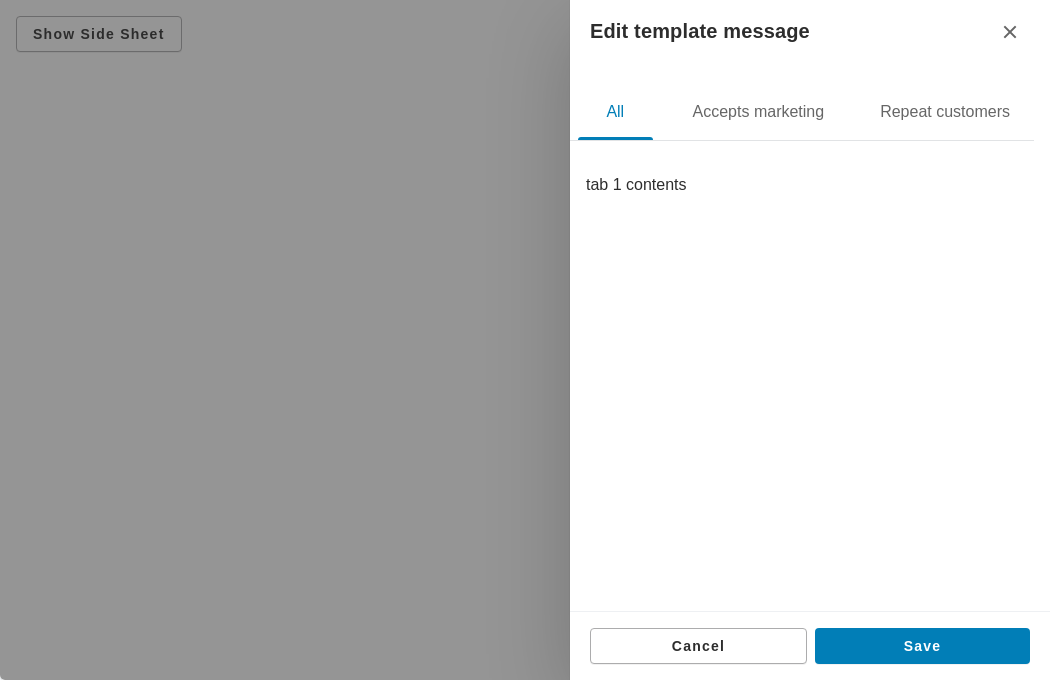 Show Side Sheet
Edit template message
All Accepts marketing Repeat customers
tab 1 contents
Cancel Save